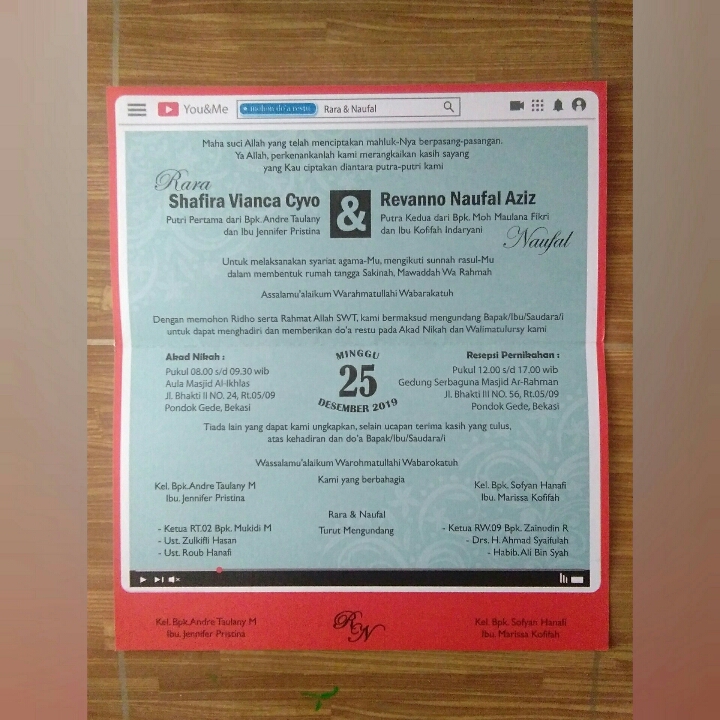 You&Me
mohon do'a restu
Rara & Naufal
Maha suci Allah yang telah menciptakan mahluk-Nya berpasang-pasangan.
Ya Allah, perkenankanlah kami merangkaikan kasih sayang
yang Kau ciptakan diantara putra-putri kami
Rara
Shafira Vianca Cyvo
Putri Pertama dari Bpk. Andre Taulany
dan Ibu Jennifer Pristina
&
Revanno Naufal Aziz
Putra Kedua dari Bpk. Moh Maulana Fikri
dan Ibu Kofifah Indaryani
Naufal
Untuk melaksanakan syariat agama-Mu, mengikuti sunnah rasul-Mu
dalam membentuk rumah tangga Sakinah, Mawaddah Wa Rahmah
Assalamu'alaikum Warahmatullahi Wabarakatuh
Dengan memohon Ridho serta Rahmat Allah SWT, kami bermaksud mengundang Bapak/Ibu/Saudara/i
untuk dapat menghadiri dan memberikan do'a restu pada Akad Nikah dan Walimatulursy kami
Akad Nikah :
Pukul 08.00 s/d 09.30 wib
Aula Masjid Al-Ikhlas
Jl. Bhakti II NO. 24, Rt.05/09
Pondok Gede, Bekasi
MINGGU
25
DESEMBER 2019
Resepsi Pernikahan :
Pukul 12.00 s/d 17.00 wib
Gedung Serbaguna Masjid Ar-Rahman
Jl. Bhakti III NO. 56, Rt.05/09
Pondok Gede, Bekasi
Tiada lain yang dapat kami ungkapkan, selain ucapan terima kasih yang tulus,
atas kehadiran dan do'a Bapak/Ibu/Saudara/i
Wassalamu'alaikum Warohmatullahi Wabarokatuh
Kami yang berbahagia
Kel. Bpk. Andre Taulany M
Ibu. Jennifer Pristina
Kel. Bpk. Sofyan Hanafi
Ibu. Marissa Kofifah
Rara & Naufal
Turut Mengundang
- Ketua RT.02 Bpk. Mukidi M
- Ust. Zulkifli Hasan
- Ust. Roub Hanafi
- Ketua RW.09 Bpk. Zainudin R
- Drs. H. Ahmad Syaifulah
- Habib. Ali Bin Syah
Kel. Bpk. Andre Taulany M
Ibu. Jennifer Pristina
RN
Kel. Bpk. Sofyan Hanafi
Ibu. Marissa Kofifah